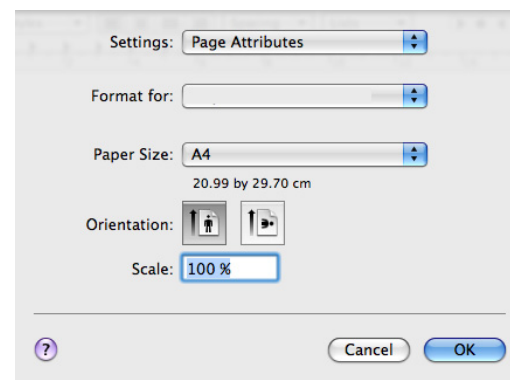 Settings: Page Attributes
Format for:
Paper Size: A4
20.99 by 29.70 cm
Orientation:
Scale: 100 %
? Cancel OK